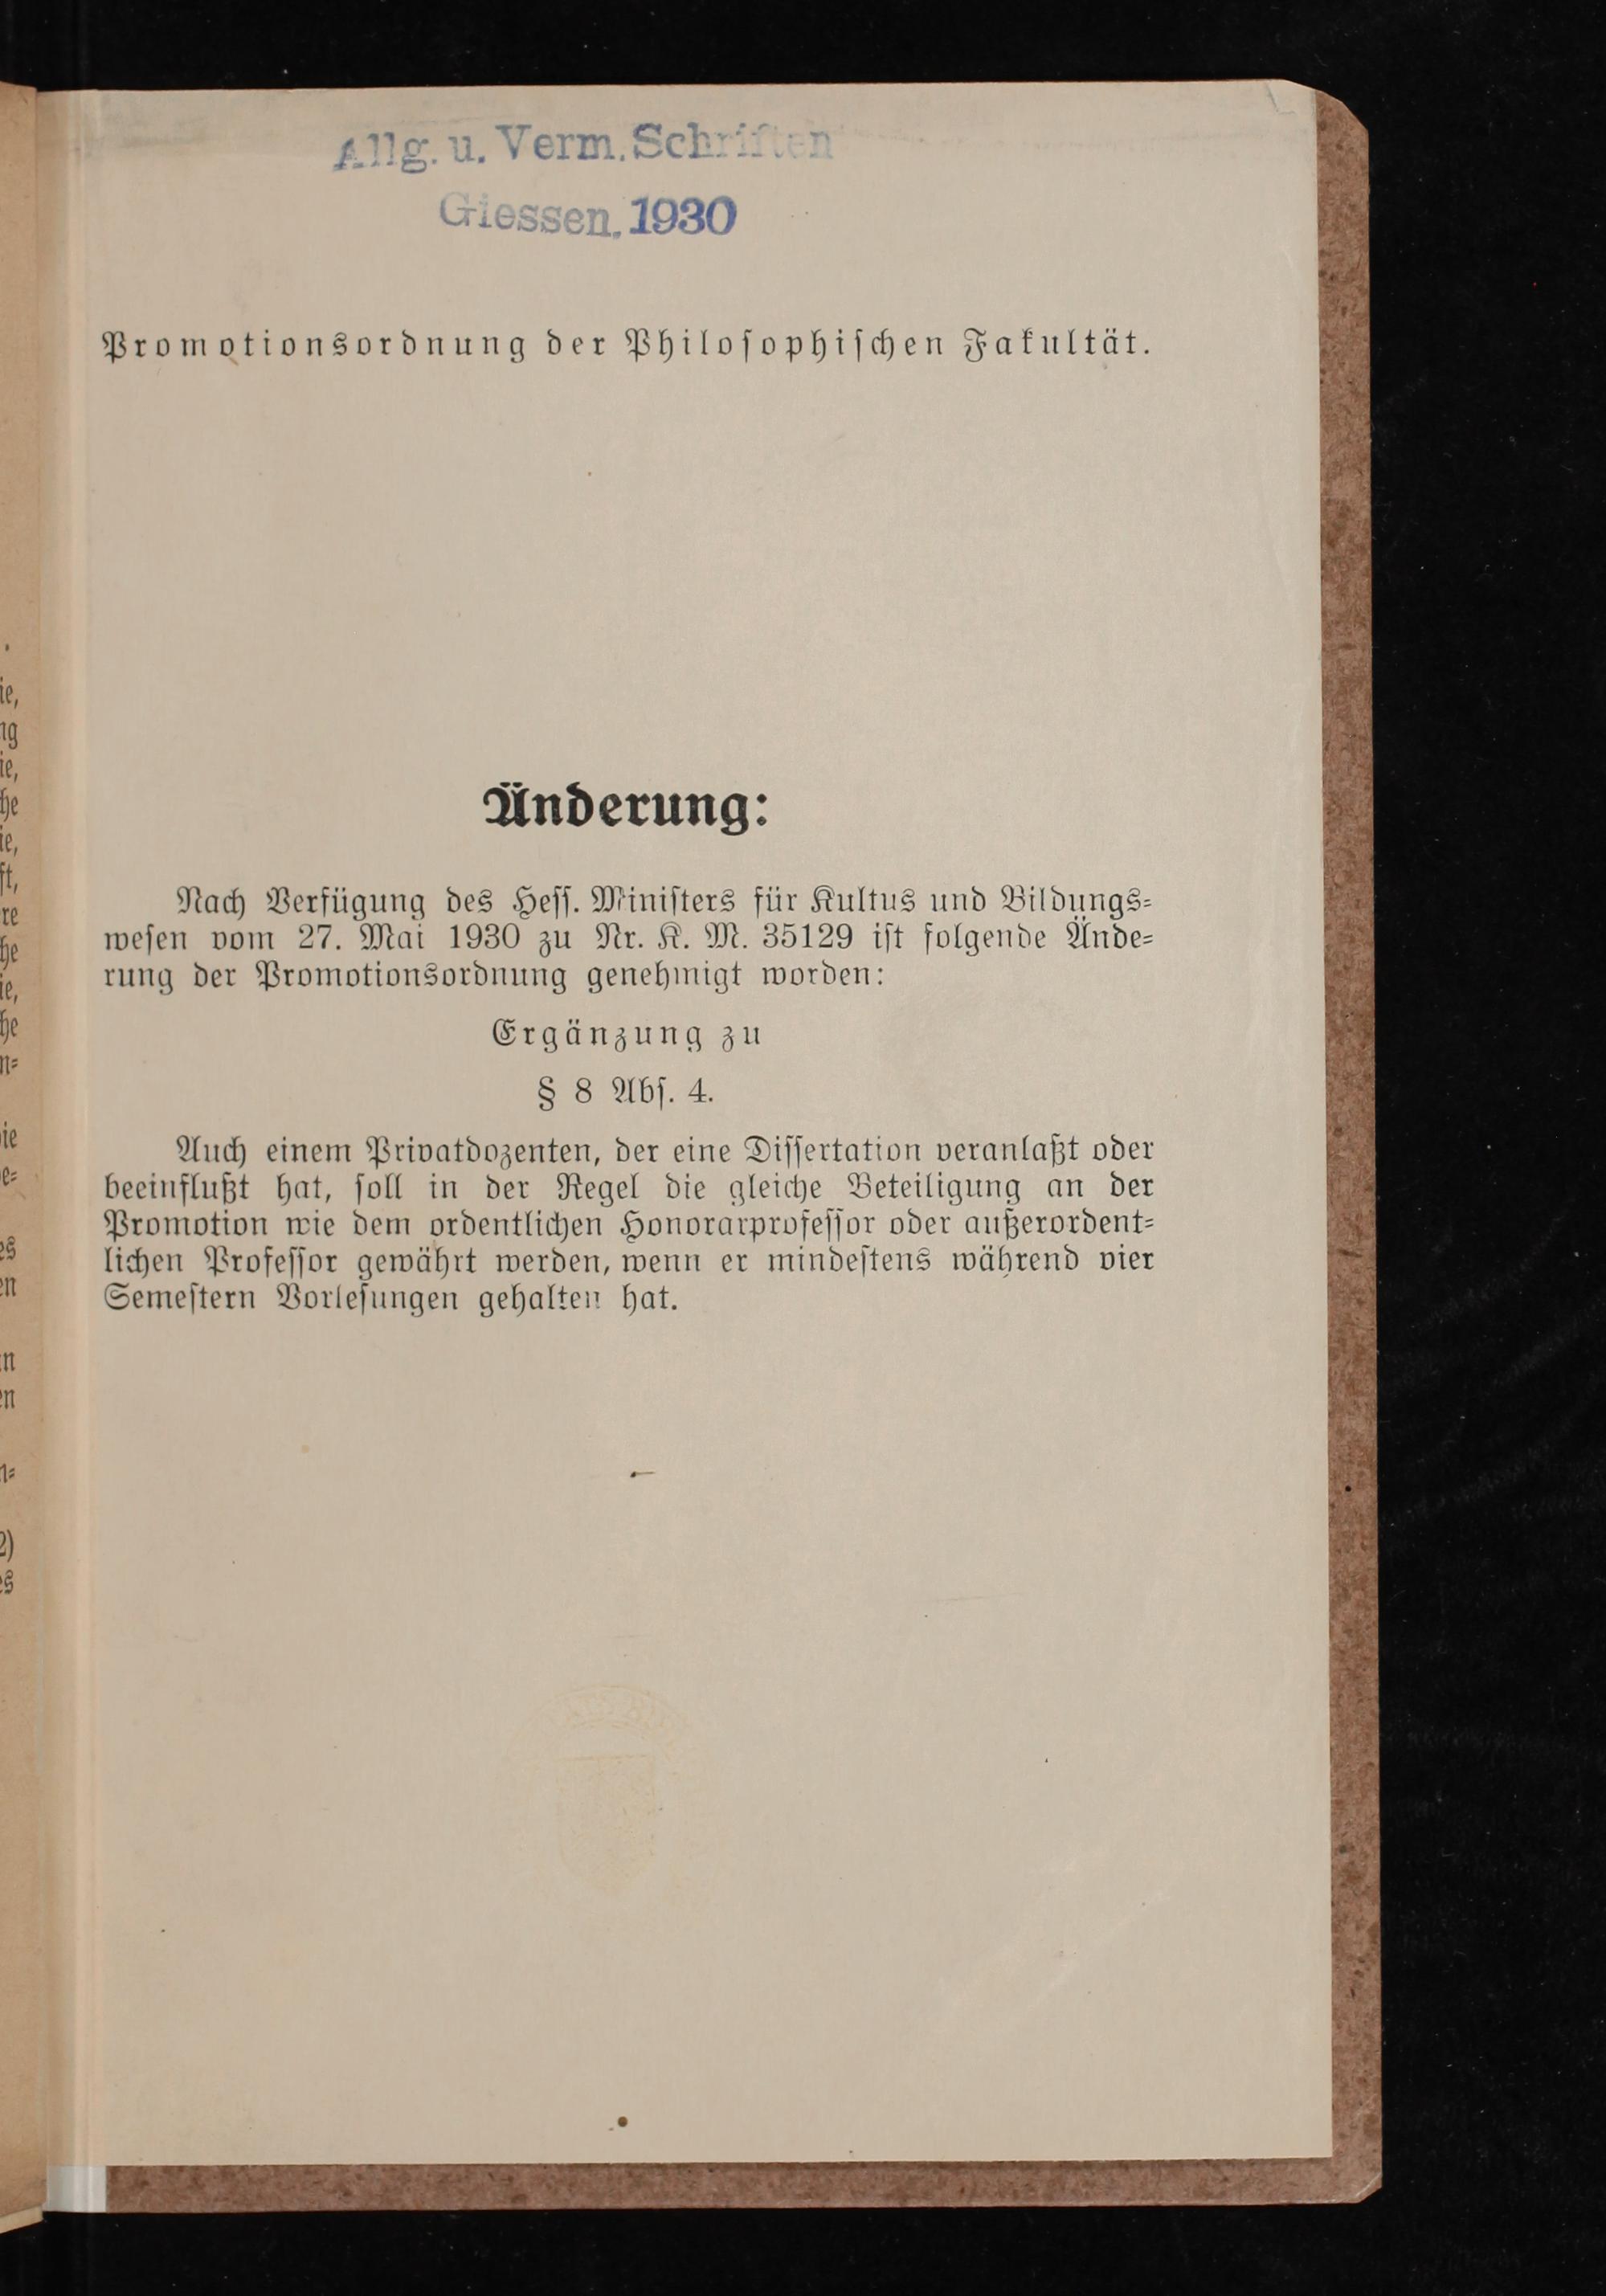 Allg. u. Verm. Schriften
Giessen, 1930
Promotionsordnung der Philosophischen Fakultät.
Änderung:
Nach Verfügung des Hess. Ministers für Kultus und Bildungs-
wesen vom 27. Mai 1930 zu Nr. K. M. 35129 ist folgende Ände-
rung der Promotionsordnung genehmigt worden:
Ergänzung zu
§ 8 Abs. 4.
Auch einem Privatdozenten, der eine Dissertation veranlaßt oder
beeinflußt hat, soll in der Regel die gleiche Beteiligung an der
Promotion wie dem ordentlichen Honorarprofessor oder außerordent-
lichen Professor gewährt werden, wenn er mindestens während vier
Semestern Vorlesungen gehalten hat.